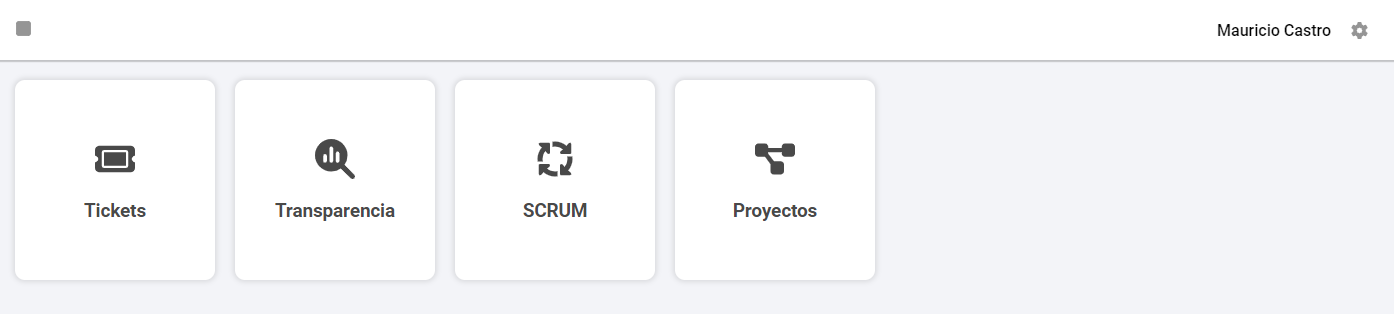 Mauricio Castro
Tickets
Transparencia
SCRUM
Proyectos